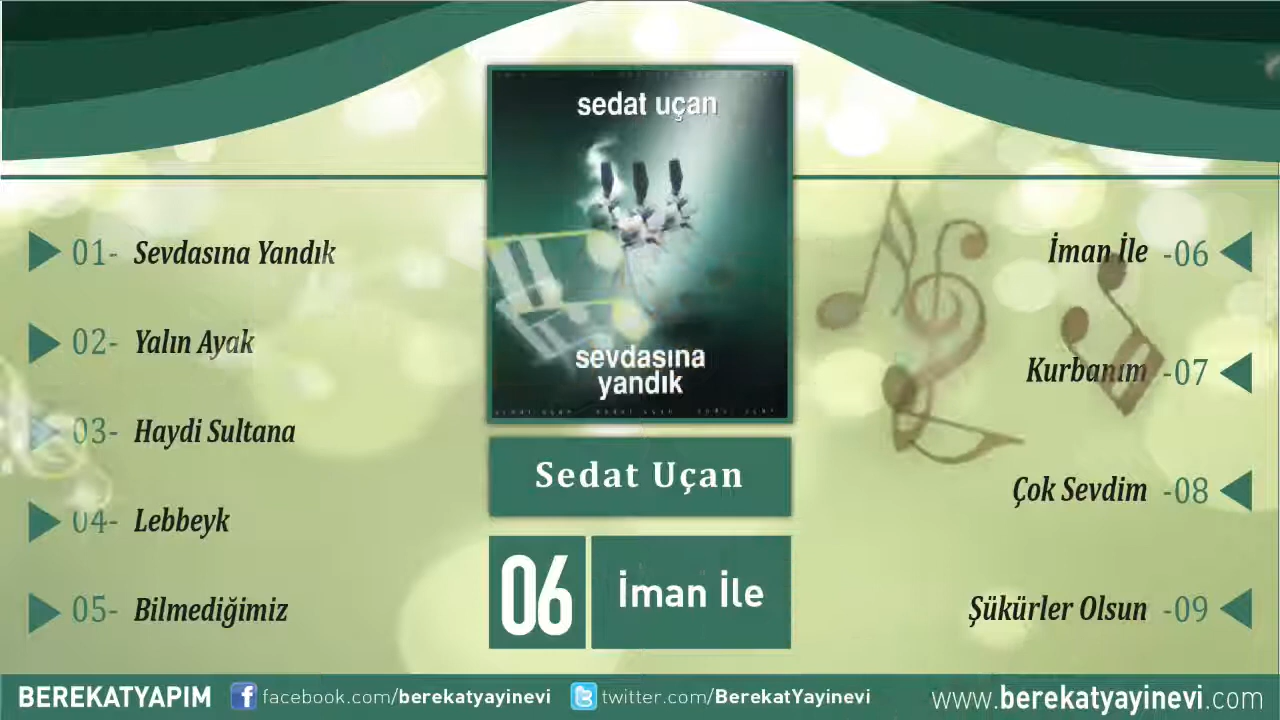 sedat uçan
sevdasına
yandık
Sedat Uçan
06 İman İle
01- Sevdasına Yandık
02- Yalın Ayak
03- Haydi Sultana
04- Lebbeyk
05- Bilmediğimiz
İman İle -06
Kurbanım -07
Çok Sevdim -08
Şükürler Olsun -09
BEREKATYAPIM facebook.com/berekatyayinevi twitter.com/BerekatYayinevi www.berekatyayinevi.com